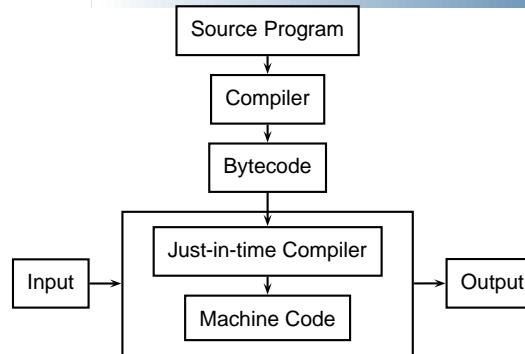 Source Program
Compiler
Bytecode
Just-in-time Compiler
Input
Output
Machine Code